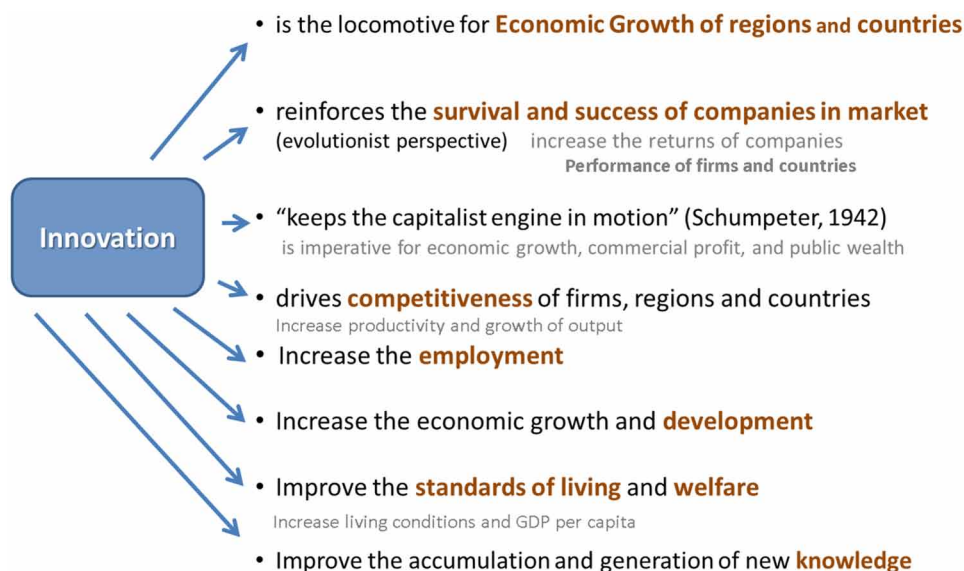 • is the locomotive for Economic Growth of regions and countries
• reinforces the survival and success of companies in market
(evolutionist perspective) increase the returns of companies
Performance of firms and countries
Innovation
• “keeps the capitalist engine in motion” (Schumpeter, 1942)
is imperative for economic growth, commercial profit, and public wealth
• drives competitiveness of firms, regions and countries
Increase productivity and growth of output
• Increase the employment
• Increase the economic growth and development
• Improve the standards of living and welfare
Increase living conditions and GDP per capita
• Improve the accumulation and generation of new knowledge